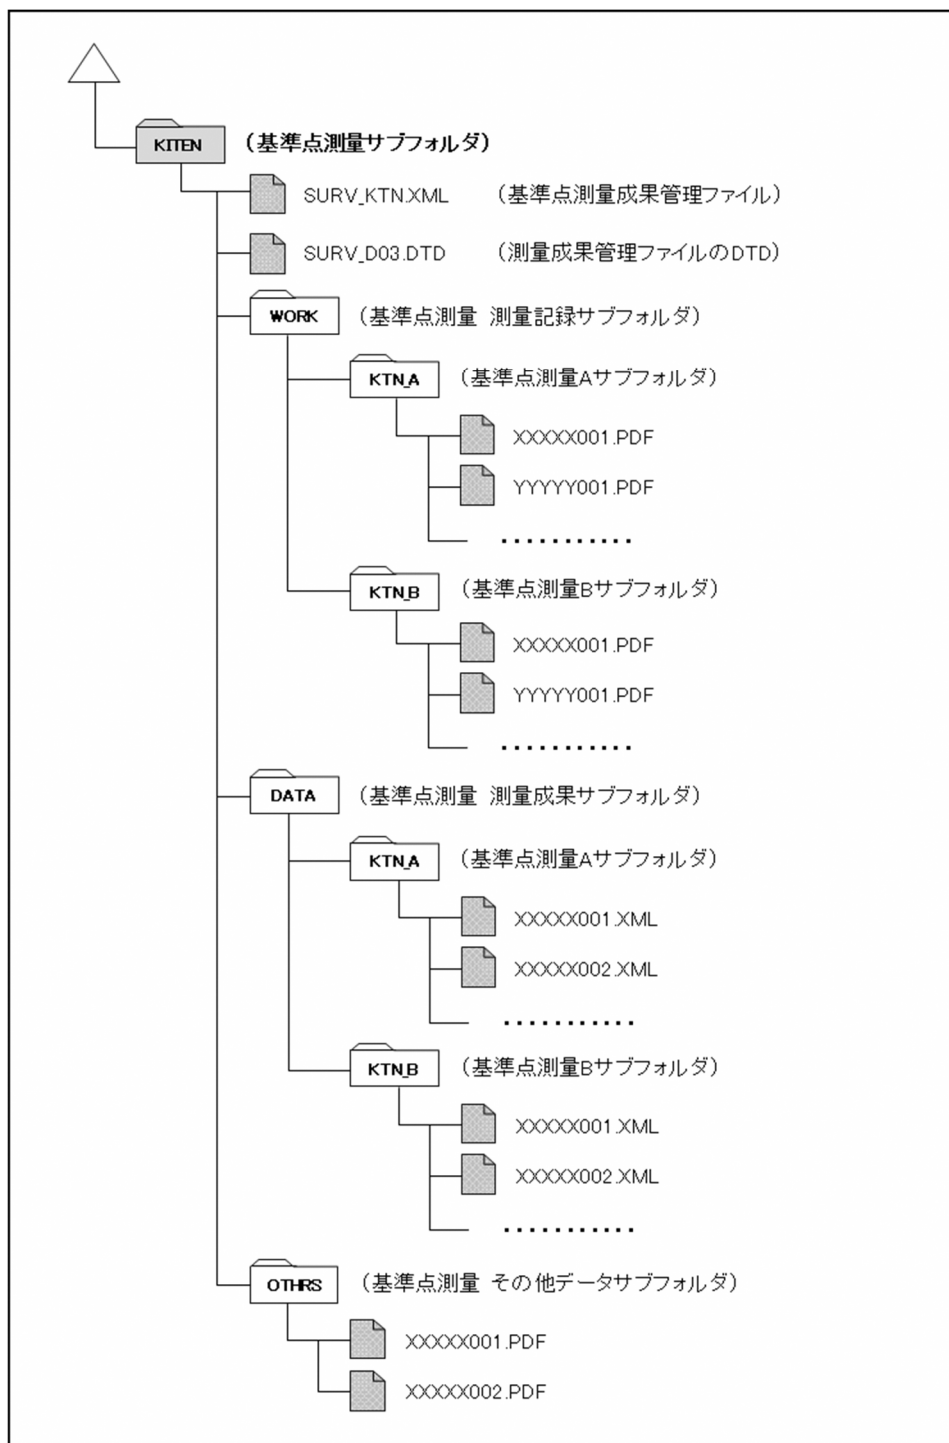 KITEN (基準点測量サブフォルダ)
SURV_KTN.XML (基準点測量成果管理ファイル)
SURV_D03.DTD (測量成果管理ファイルのDTD)
WORK (基準点測量 測量記録サブフォルダ)
KTN_A (基準点測量Aサブフォルダ)
XXXXX001.PDF
YYYYY001.PDF
・・・・・・・・・・・
KTN_B (基準点測量Bサブフォルダ)
XXXXX001.PDF
YYYYY001.PDF
・・・・・・・・・・・
DATA (基準点測量 測量成果サブフォルダ)
KTN_A (基準点測量Aサブフォルダ)
XXXXX001.XML
XXXXX002.XML
・・・・・・・・・・・
KTN_B (基準点測量Bサブフォルダ)
XXXXX001.XML
XXXXX002.XML
・・・・・・・・・・・
OTHRS (基準点測量 その他データサブフォルダ)
XXXXX001.PDF
XXXXX002.PDF